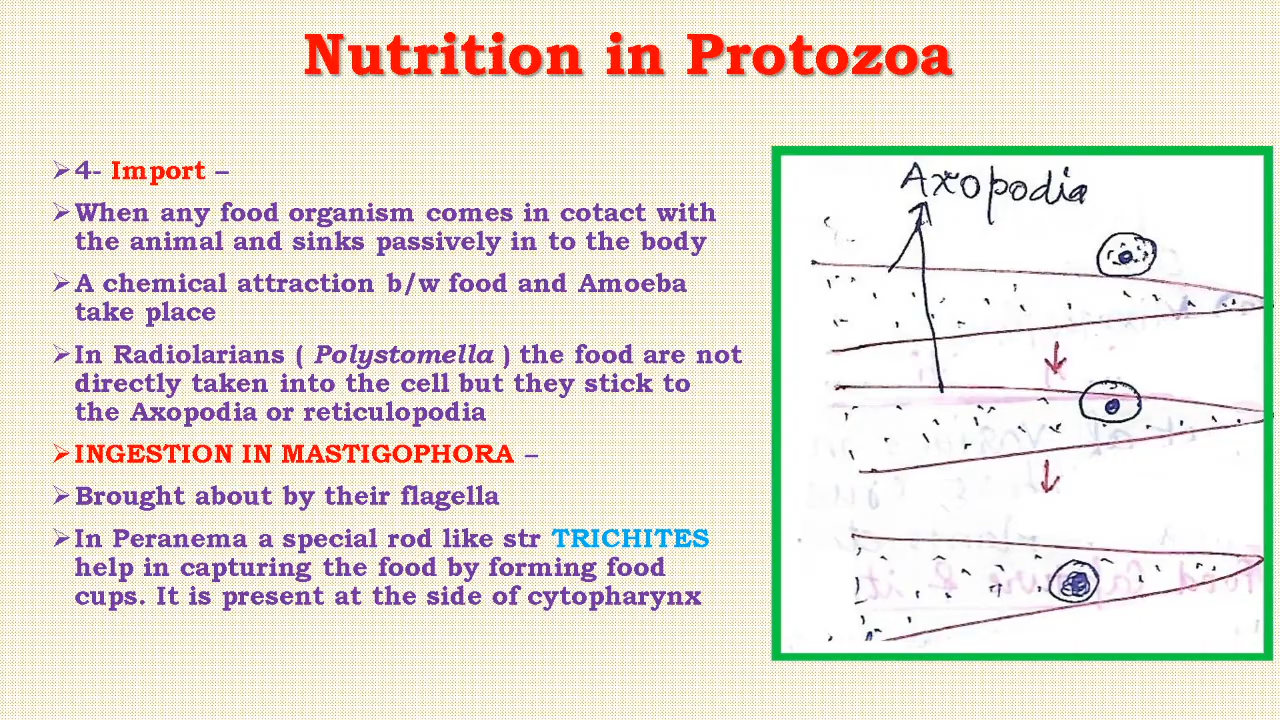 Nutrition in Protozoa
➢4- Import –
➢When any food organism comes in cotact with
the animal and sinks passively in to the body
➢A chemical attraction b/w food and Amoeba
take place
➢In Radiolarians ( Polystomella ) the food are not
directly taken into the cell but they stick to
the Axopodia or reticulopodia
➢INGESTION IN MASTIGOPHORA –
➢Brought about by their flagella
➢In Peranema a special rod like str TRICHITES
help in capturing the food by forming food
cups. It is present at the side of cytopharynx
Axopodia